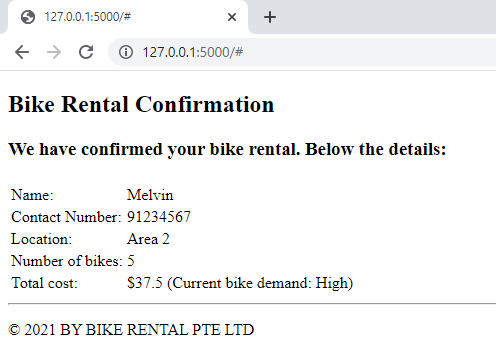 127.0.0.1:5000/#
127.0.0.1:5000/#
Bike Rental Confirmation
We have confirmed your bike rental. Below the details:
Name: Melvin
Contact Number: 91234567
Location: Area 2
Number of bikes: 5
Total cost: $37.5 (Current bike demand: High)
© 2021 BY BIKE RENTAL PTE LTD